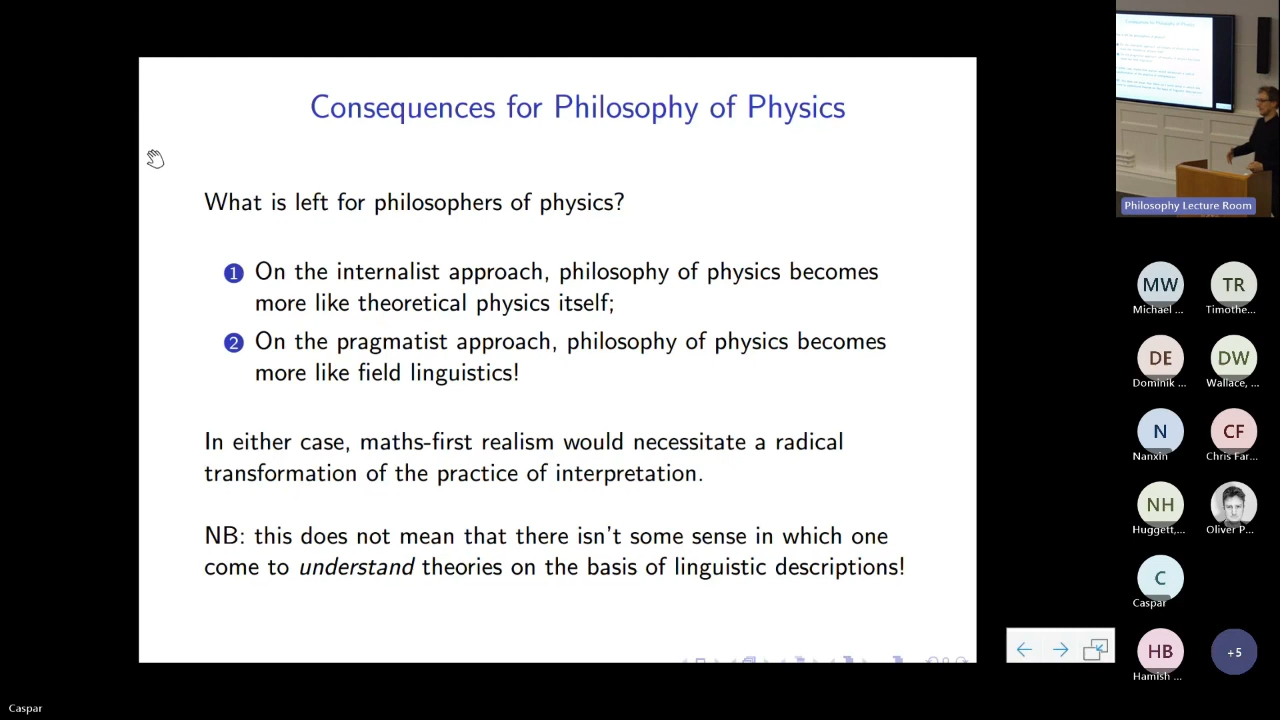 Consequences for Philosophy of Physics
What is left for philosophers of physics?
1 On the internalist approach, philosophy of physics becomes
more like theoretical physics itself;
2 On the pragmatist approach, philosophy of physics becomes
more like field linguistics!
In either case, maths-first realism would necessitate a radical
transformation of the practice of interpretation.
NB: this does not mean that there isn't some sense in which one
come to understand theories on the basis of linguistic descriptions!
Consequences for Philosophy of Physics
Philosophy Lecture Room
MW TR
Michael ... Timothe...
DE DW
Dominik ... Wallace, ...
N CF
Nanxin Chris Far...
NH
Huggett,... Oliver P...
C
Caspar
HB +5
Hamish ...
Caspar